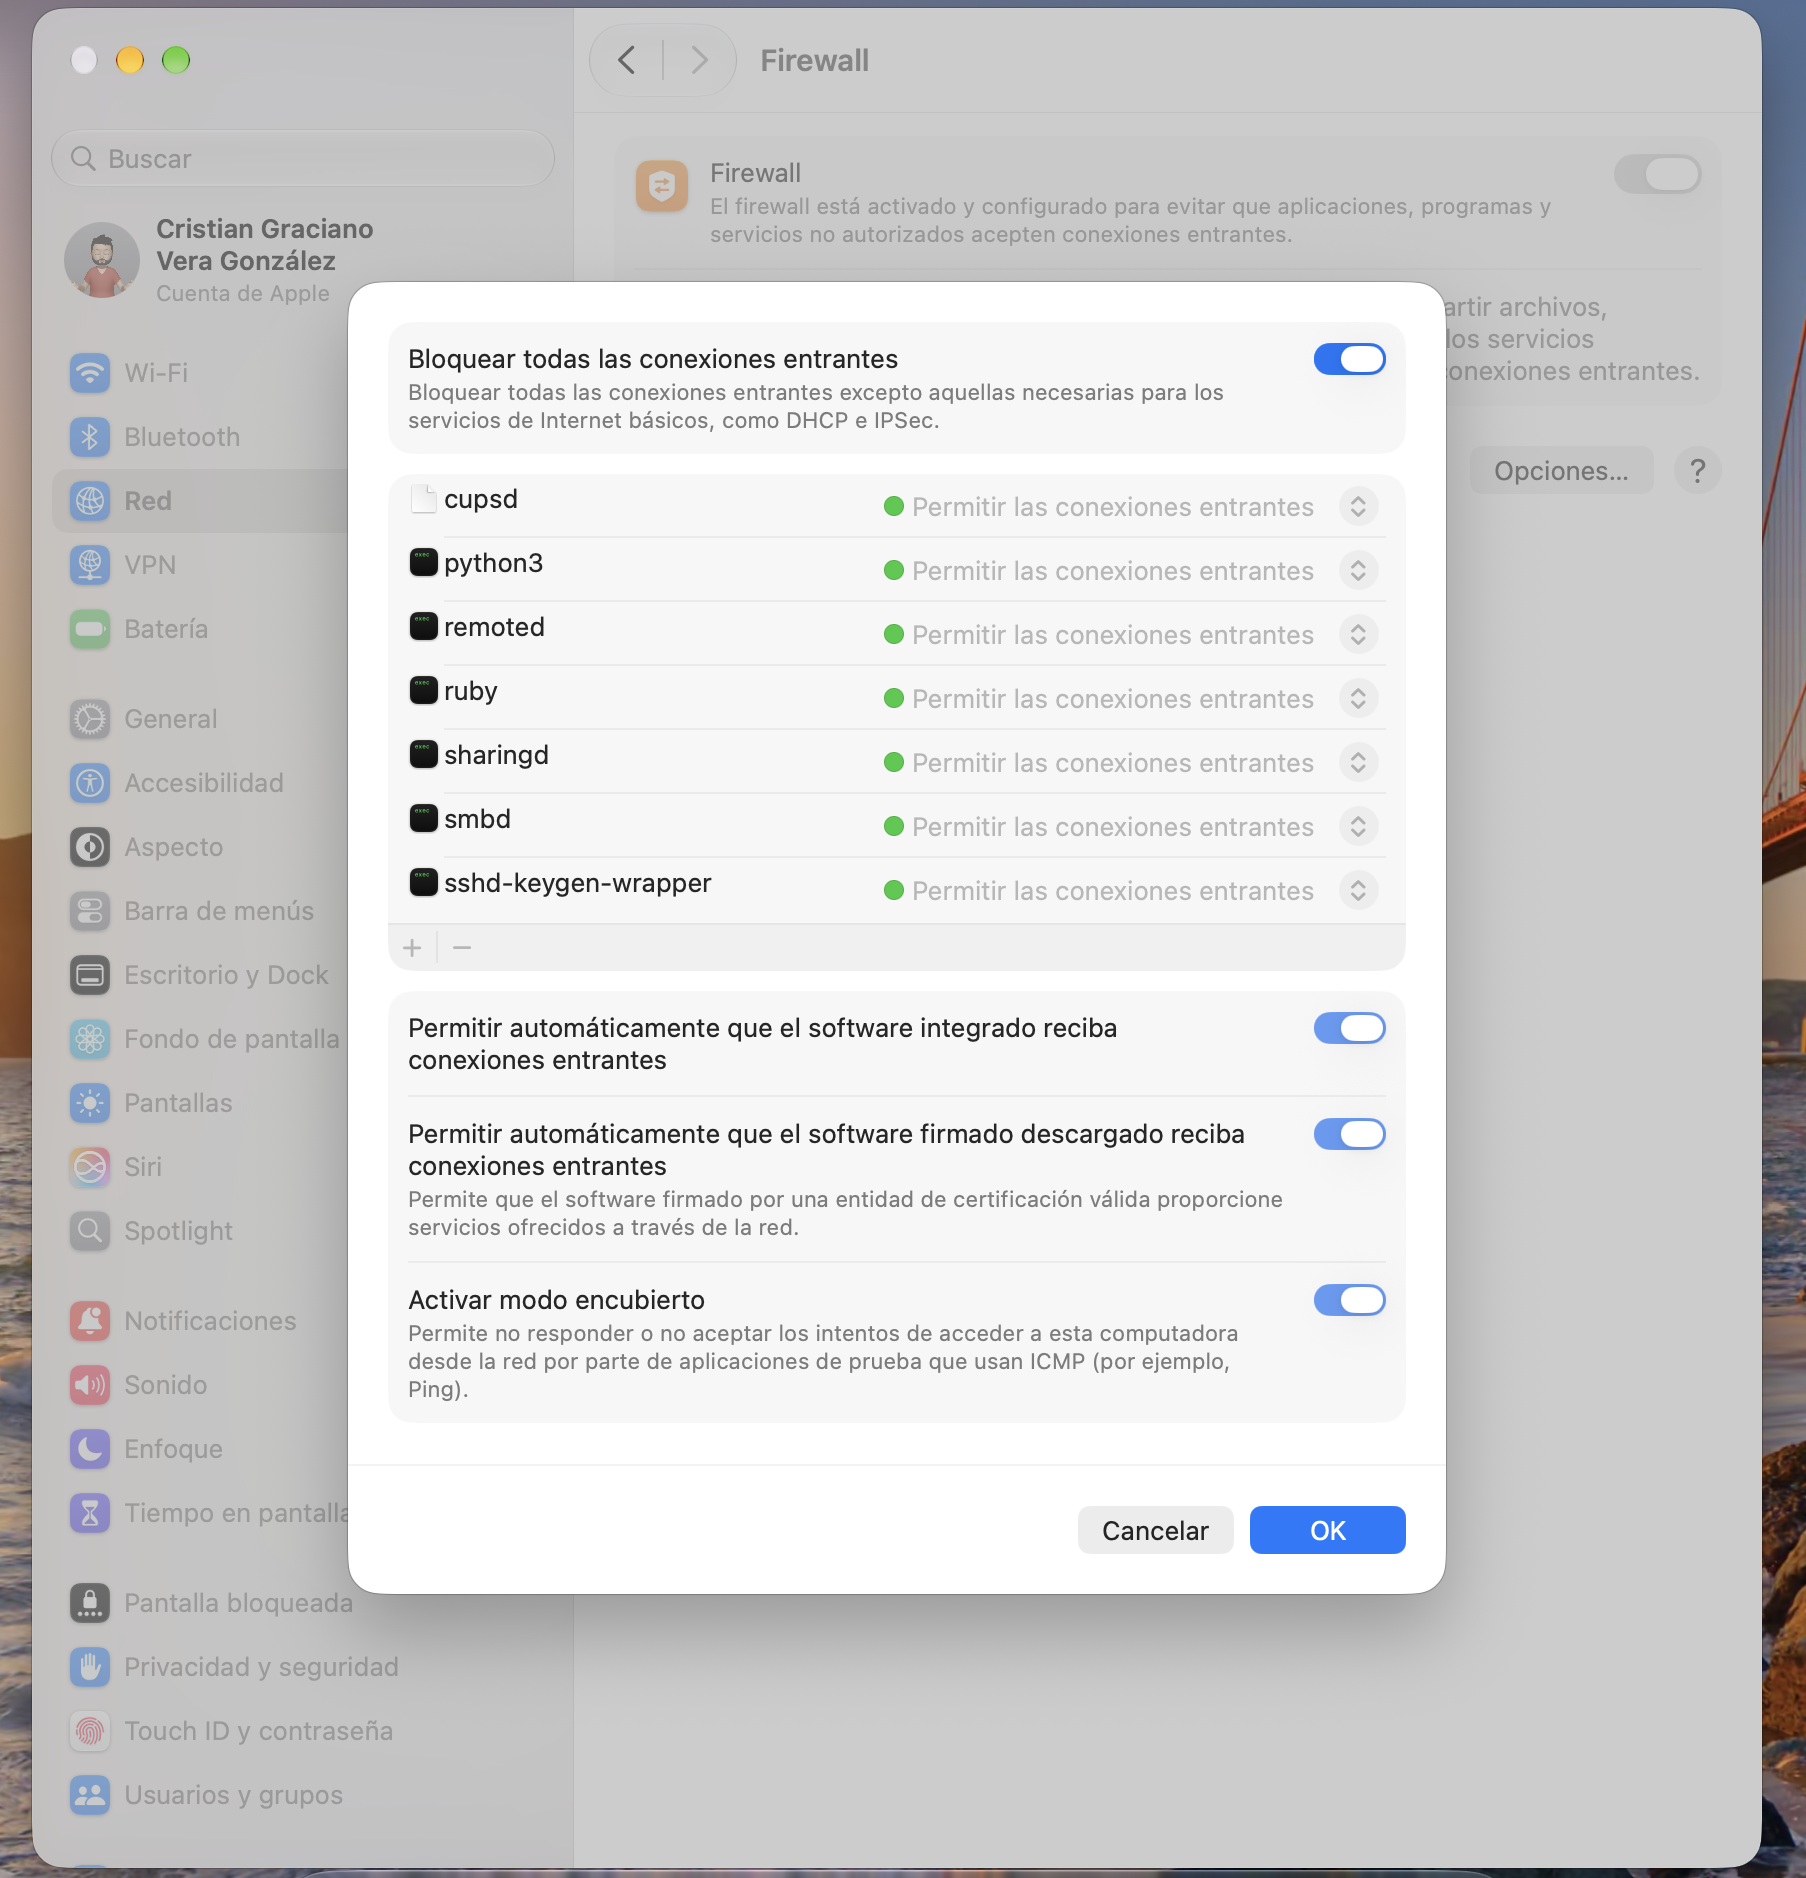 Firewall
Buscar
Cristian Graciano
Vera González
Cuenta de Apple
Wi-Fi
Bluetooth
Red
VPN
Batería
General
Accesibilidad
Aspecto
Barra de menús
Escritorio y Dock
Fondo de pantalla
Pantallas
Siri
Spotlight
Notificaciones
Sonido
Enfoque
Tiempo en pantalla
Pantalla bloqueada
Privacidad y seguridad
Touch ID y contraseña
Usuarios y grupos
Firewall
El firewall está activado y configurado para evitar que aplicaciones, programas y
servicios no autorizados acepten conexiones entrantes.
artir archivos,
los servicios
onexiones entrantes.
Opciones...
?
Bloquear todas las conexiones entrantes
Bloquear todas las conexiones entrantes excepto aquellas necesarias para los
servicios de Internet básicos, como DHCP e IPSec.
cupsd Permitir las conexiones entrantes
exec python3 Permitir las conexiones entrantes
exec remoted Permitir las conexiones entrantes
exec ruby Permitir las conexiones entrantes
exec sharingd Permitir las conexiones entrantes
exec smbd Permitir las conexiones entrantes
exec sshd-keygen-wrapper Permitir las conexiones entrantes
Permitir automáticamente que el software integrado reciba
conexiones entrantes
Permitir automáticamente que el software firmado descargado reciba
conexiones entrantes
Permite que el software firmado por una entidad de certificación válida proporcione
servicios ofrecidos a través de la red.
Activar modo encubierto
Permite no responder o no aceptar los intentos de acceder a esta computadora
desde la red por parte de aplicaciones de prueba que usan ICMP (por ejemplo,
Ping).
Cancelar
OK